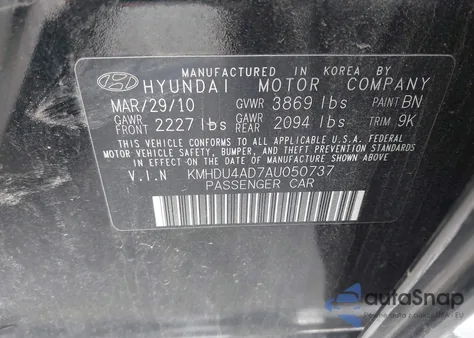 MANUFACTURED IN KOREA BY
HYUNDAI MOTOR COMPANY
MAR/29/10 GVWR 3869 lbs PAINT BN
GAWR FRONT 2227 lbs GAWR REAR 2094 lbs TRIM 9K
THIS VEHICLE CONFORMS TO ALL APPLICABLE U.S.A. FEDERAL
MOTOR VEHICLE SAFETY, BUMPER, AND THEFT PREVENTION STANDARDS
IN EFFECT ON THE DATE OF MANUFACTURE SHOWN ABOVE.
V.I.N KMHDU4AD7AU050737
PASSENGER CAR
autoSnap